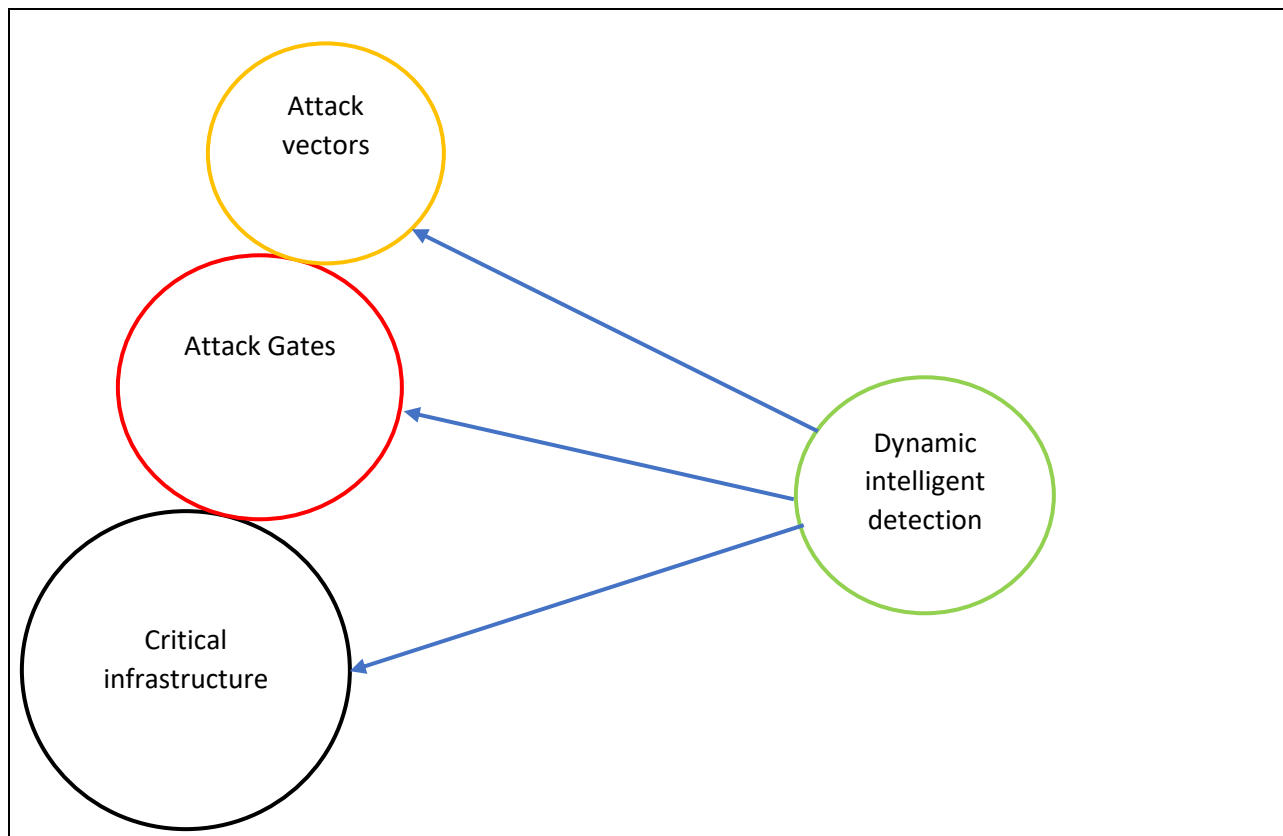 Attack
vectors
Attack Gates
Dynamic
intelligent
detection
Critical
infrastructure